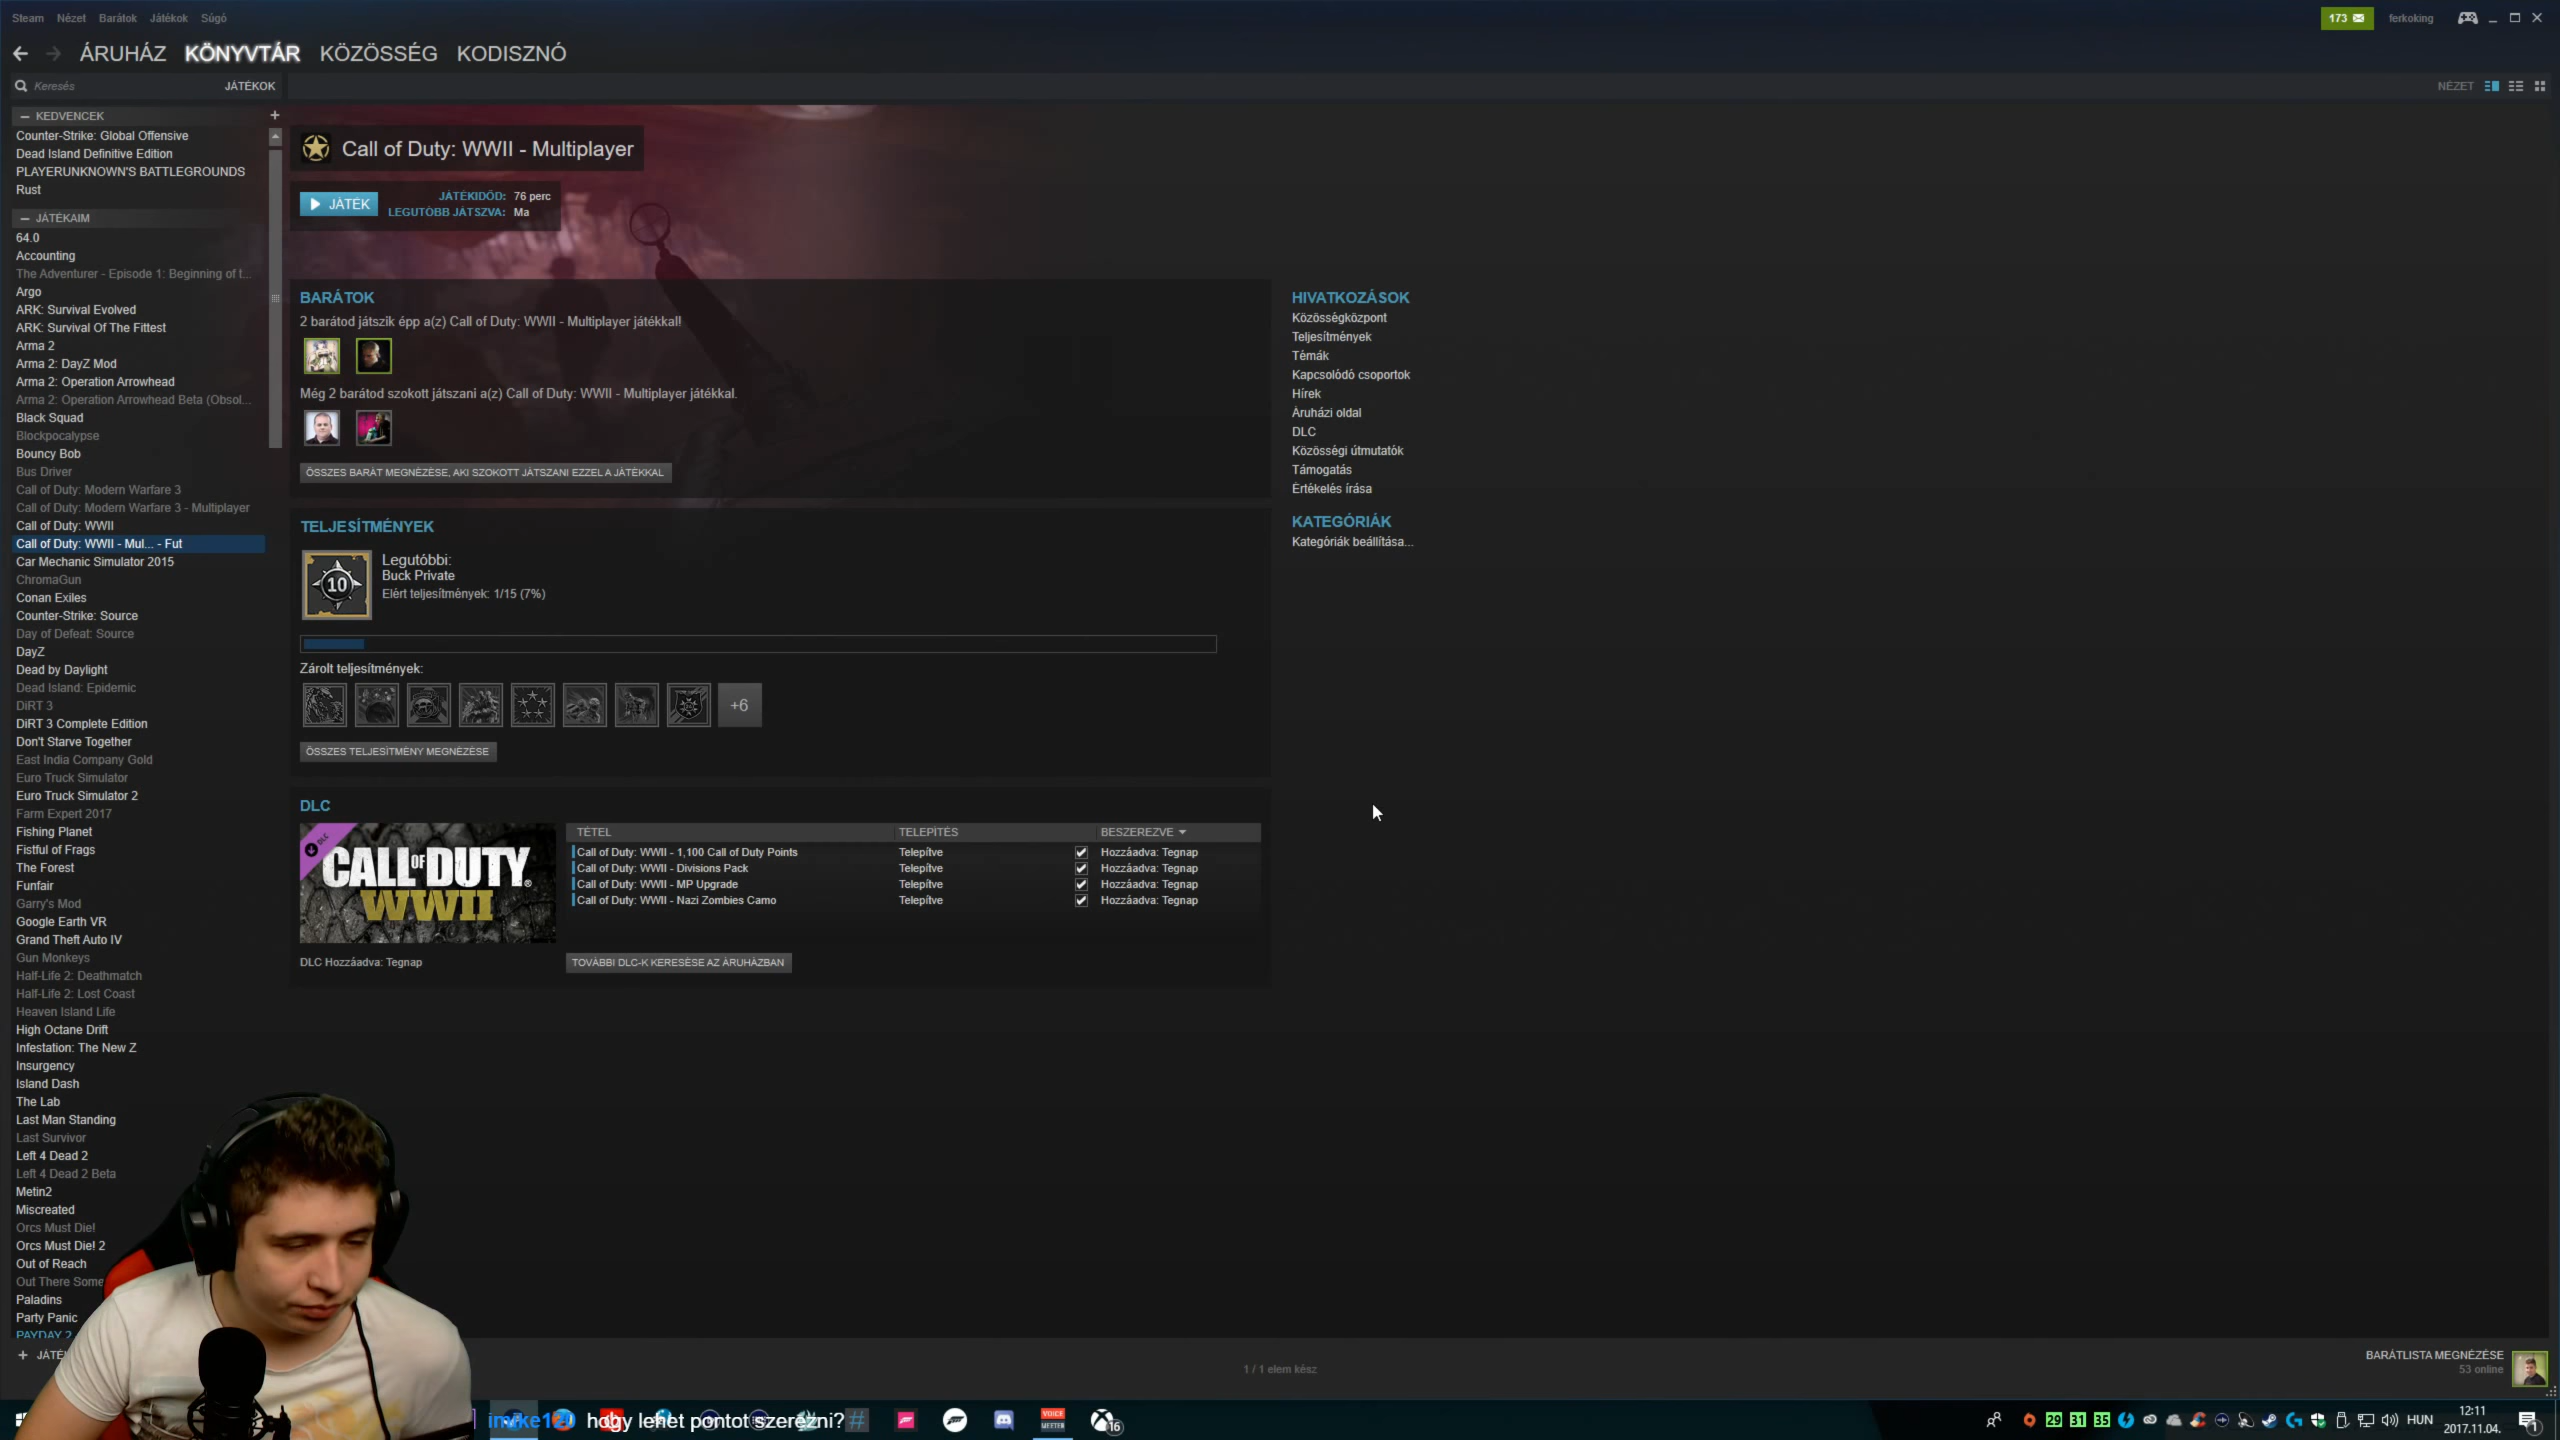 Steam Nézet Barátok Játékok Súgó
173 ferkoking
ÁRUHÁZ KÖNYVTÁR KÖZÖSSÉG KODISZNÓ
Keresés JÁTÉKOK NÉZET
— KEDVENCEK +
Counter-Strike: Global Offensive
Dead Island Definitive Edition
PLAYERUNKNOWN'S BATTLEGROUNDS
Rust
— JÁTÉKAIM
64.0
Accounting
The Adventurer - Episode 1: Beginning of t...
Argo
ARK: Survival Evolved
ARK: Survival Of The Fittest
Arma 2
Arma 2: DayZ Mod
Arma 2: Operation Arrowhead
Arma 2: Operation Arrowhead Beta (Obsol...
Black Squad
Blockpocalypse
Bouncy Bob
Bus Driver
Call of Duty: Modern Warfare 3
Call of Duty: Modern Warfare 3 - Multiplayer
Call of Duty: WWII
Call of Duty: WWII - Mul... - Fut
Car Mechanic Simulator 2015
ChromaGun
Conan Exiles
Counter-Strike: Source
Day of Defeat: Source
DayZ
Dead by Daylight
Dead Island: Epidemic
DiRT 3
DiRT 3 Complete Edition
Don't Starve Together
East India Company Gold
Euro Truck Simulator
Euro Truck Simulator 2
Farm Expert 2017
Fishing Planet
Fistful of Frags
The Forest
Funfair
Garry's Mod
Google Earth VR
Grand Theft Auto IV
Gun Monkeys
Half-Life 2: Deathmatch
Half-Life 2: Lost Coast
Heaven Island Life
High Octane Drift
Infestation: The New Z
Insurgency
Island Dash
The Lab
Last Man Standing
Last Survivor
Left 4 Dead 2
Left 4 Dead 2 Beta
Metin2
Miscreated
Orcs Must Die!
Orcs Must Die! 2
Out of Reach
Out There Some
Paladins
Party Panic
PAYDAY 2
Call of Duty: WWII - Multiplayer
JÁTÉK
JÁTÉKIDŐD: 76 perc
LEGUTÓBB JÁTSZVA: Ma
BARÁTOK
2 barátod játszik épp a(z) Call of Duty: WWII - Multiplayer játékkal!
Még 2 barátod szokott játszani a(z) Call of Duty: WWII - Multiplayer játékkal.
ÖSSZES BARÁT MEGNÉZÉSE, AKI SZOKOTT JÁTSZANI EZZEL A JÁTÉKKAL
TELJESÍTMÉNYEK
10
Legutóbbi:
Buck Private
Elért teljesítmények: 1/15 (7%)
Zárolt teljesítmények:
+6
ÖSSZES TELJESÍTMÉNY MEGNÉZÉSE
DLC
DLC
CALL OF DUTY
WWII
TÉTEL TELEPÍTÉS BESZEREZVE
Call of Duty: WWII - 1,100 Call of Duty Points Telepítve Hozzáadva: Tegnap
Call of Duty: WWII - Divisions Pack Telepítve Hozzáadva: Tegnap
Call of Duty: WWII - MP Upgrade Telepítve Hozzáadva: Tegnap
Call of Duty: WWII - Nazi Zombies Camo Telepítve Hozzáadva: Tegnap
DLC Hozzáadva: Tegnap
TOVÁBBI DLC-K KERESÉSE AZ ÁRUHÁZBAN
HIVATKOZÁSOK
Közösségközpont
Teljesítmények
Témák
Kapcsolódó csoportok
Hírek
Áruházi oldal
DLC
Közösségi útmutatók
Támogatás
Értékelés írása
KATEGÓRIÁK
Kategóriák beállítása...
1 / 1 elem kész
BARÁTLISTA MEGNÉZÉSE
53 online
hogy lehet pontot szerezni?
VOICE
MEETER
16
29 31 35
HUN
12:11
2017.11.04.
1